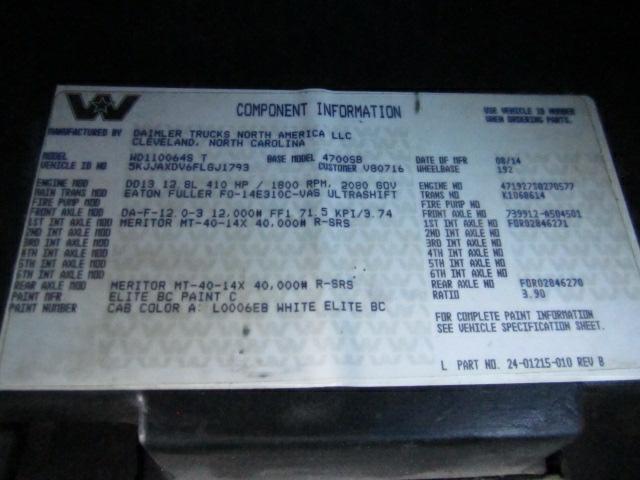 COMPONENT INFORMATION
USE VEHICLE ID NUMBER
WHEN ORDERING PARTS.
MANUFACTURED BY DAIMLER TRUCKS NORTH AMERICA LLC
CLEVELAND, NORTH CAROLINA
MODEL WD110064S T BASE MODEL 4700SB DATE OF MFR 08/14
VEHICLE ID NO 5KJJAXDV6FLGJ1793 CUSTOMER V80716 WHEELBASE 192
ENGINE MOD DD13 12.8L 410 HP / 1800 RPM, 2080 GOV ENGINE NO 471927S0270577
MAIN TRANS MOD EATON FULLER FO-14E310C-VAS ULTRASHIFT TRANS NO K1060614
FIRE PUMP MOD FIRE PUMP NO
FRONT AXLE MOD DA-F-12.0-3 12,000# FF1 71.5 KPI/3.74 FRONT AXLE NO 739912-A504501
1ST INT AXLE MOD MERITOR MT-40-14X 40,000# R-SRS 1ST INT AXLE NO FDR02846271
2ND INT AXLE MOD 2ND INT AXLE NO
3RD INT AXLE MOD 3RD INT AXLE NO
4TH INT AXLE MOD 4TH INT AXLE NO
5TH INT AXLE MOD 5TH INT AXLE NO
6TH INT AXLE MOD 6TH INT AXLE NO
REAR AXLE MOD MERITOR MT-40-14X 40,000# R-SRS REAR AXLE NO FDR02846270
PAINT MFR ELITE BC PAINT C RATIO 3.90
PAINT NUMBER CAB COLOR A: L0006EB WHITE ELITE BC
FOR COMPLETE PAINT INFORMATION
SEE VEHICLE SPECIFICATION SHEET.
L PART NO. 24-01215-010 REV B